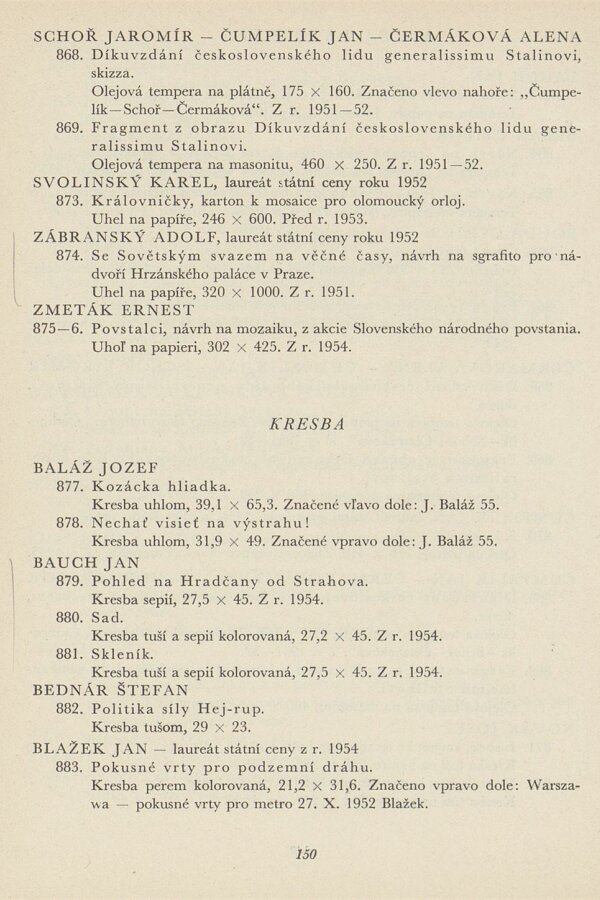 SCHOŘ JAROMÍR — ČUMPELÍK JAN — ČERMÁKOVÁ ALENA
868. Díkuvzdání československého lidu generalissimu Stalinovi,
skizza.
Olejová tempera na plátně, 175 × 160. Značeno vlevo nahoře: „Čumpe-
lík—Schoř—Čermáková“. Z r. 1951—52.
869. Fragment z obrazu Díkuvzdání československého lidu gene-
ralissimu Stalinovi.
Olejová tempera na masonitu, 460 × 250. Z r. 1951—52.
SVOLINSKÝ KAREL, laureát státní ceny roku 1952
873. Královničky, karton k mosaice pro olomoucký orloj.
Uhel na papíře, 246 × 600. Před r. 1953.
ZÁBRANSKÝ ADOLF, laureát státní ceny roku 1952
874. Se Sovětským svazem na věčné časy, návrh na sgrafito pro ná-
dvoří Hrzánského paláce v Praze.
Uhel na papíře, 320 × 1000. Z r. 1951.
ZMETÁK ERNEST
875—6. Povstalci, návrh na mozaiku, z akcie Slovenského národného povstania.
Uhoľ na papieri, 302 × 425. Z r. 1954.
KRESBA
BALÁŽ JOZEF
877. Kozácka hliadka.
Kresba uhlom, 39,1 × 65,3. Značené vľavo dole: J. Baláž 55.
878. Nechať visieť na výstrahu!
Kresba uhlom, 31,9 × 49. Značené vpravo dole: J. Baláž 55.
BAUCH JAN
879. Pohled na Hradčany od Strahova.
Kresba sepií, 27,5 × 45. Z r. 1954.
880. Sad.
Kresba tuší a sepií kolorovaná, 27,2 × 45. Z r. 1954.
881. Skleník.
Kresba tuší a sepií kolorovaná, 27,5 × 45. Z r. 1954.
BEDNÁR ŠTEFAN
882. Politika síly Hej-rup.
Kresba tušom, 29 × 23.
BLAŽEK JAN — laureát státní ceny z r. 1954
883. Pokusné vrty pro podzemní dráhu.
Kresba perem kolorovaná, 21,2 × 31,6. Značeno vpravo dole: Warsza-
wa — pokusné vrty pro metro 27. X. 1952 Blažek.
150